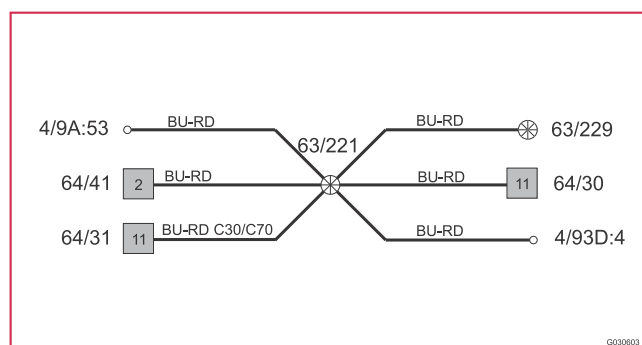 4/9A:53 BU-RD BU-RD 63/229
63/221
64/41 2 BU-RD BU-RD 11 64/30
64/31 11 BU-RD C30/C70 BU-RD 4/93D:4
G030603